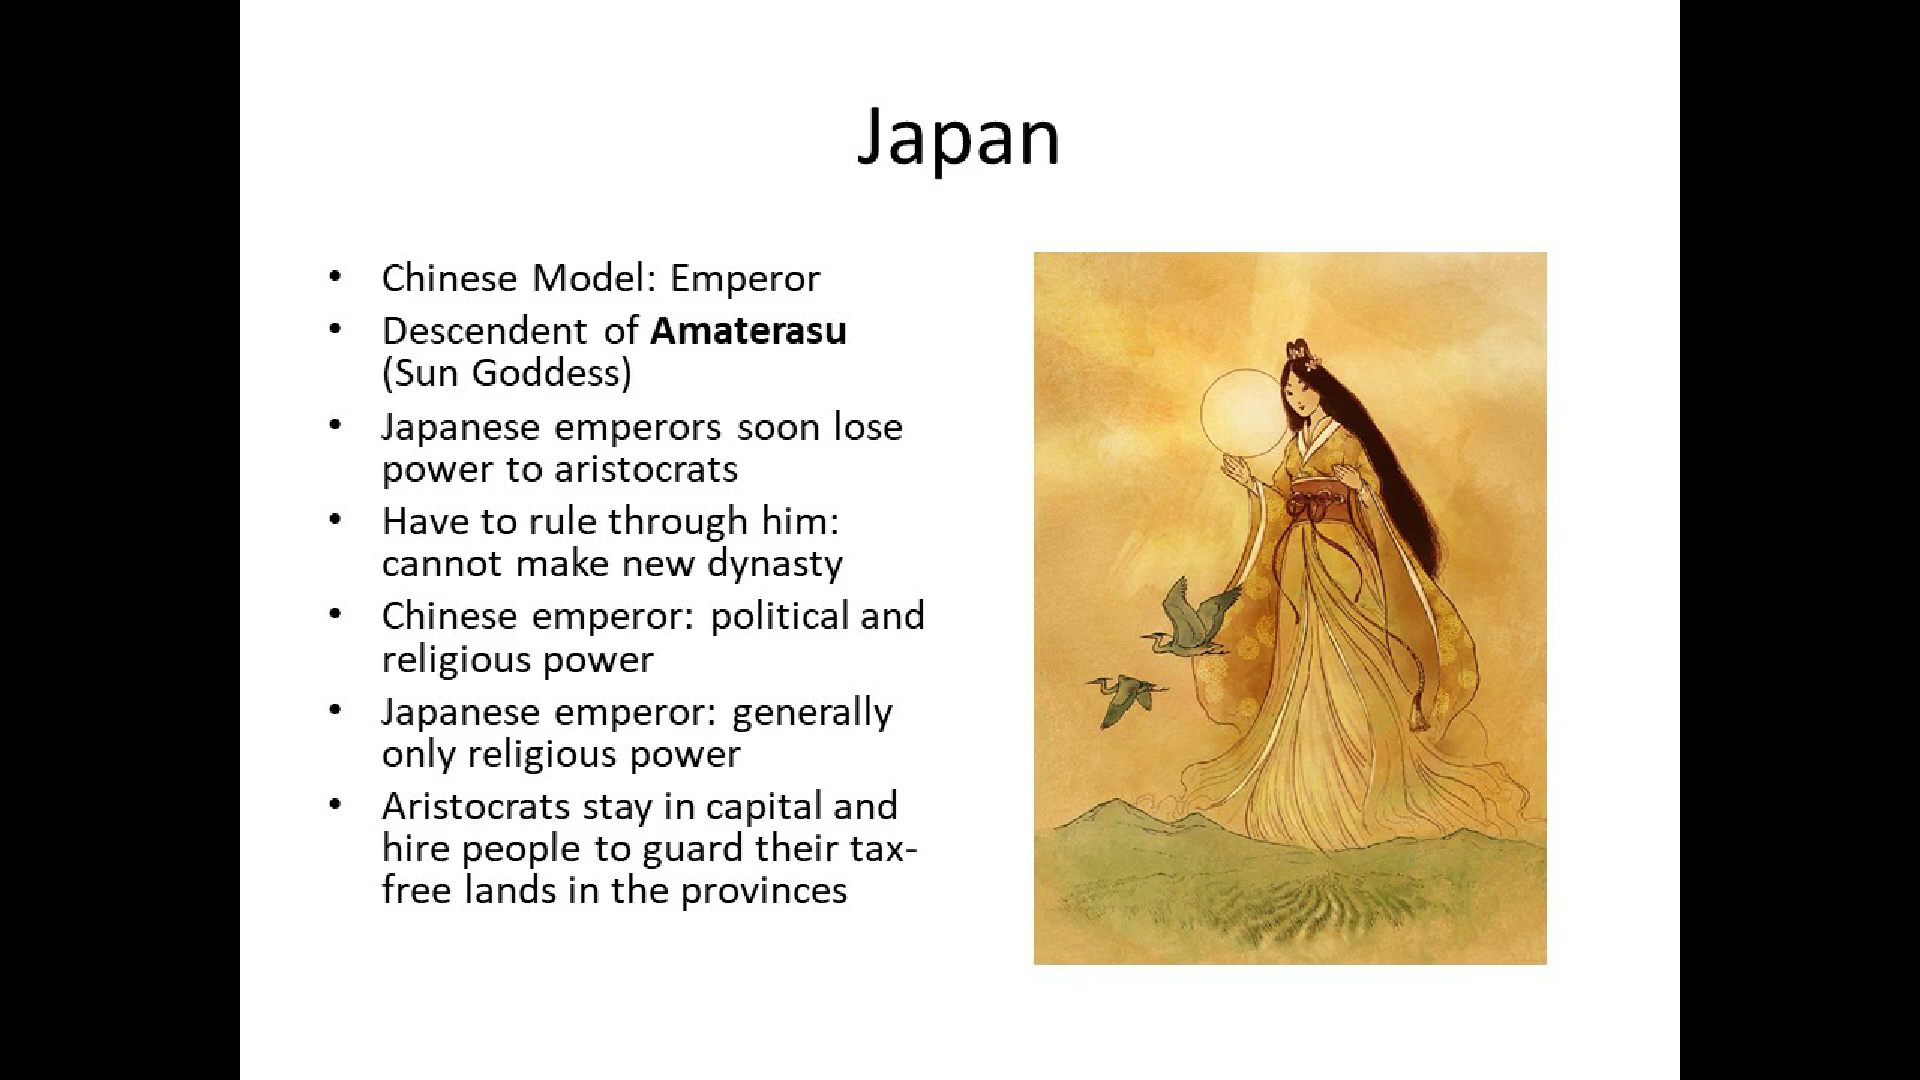 Japan
• Chinese Model: Emperor
• Descendent of Amaterasu
(Sun Goddess)
• Japanese emperors soon lose
power to aristocrats
• Have to rule through him:
cannot make new dynasty
• Chinese emperor: political and
religious power
• Japanese emperor: generally
only religious power
• Aristocrats stay in capital and
hire people to guard their tax-
free lands in the provinces